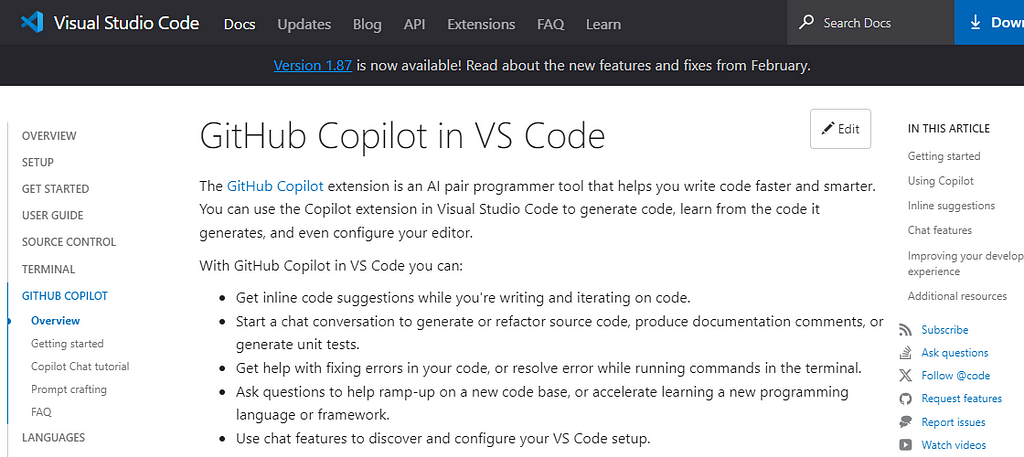 Visual Studio Code Docs Updates Blog API Extensions FAQ Learn Search Docs
Version 1.87 is now available! Read about the new features and fixes from February.
OVERVIEW
SETUP
GET STARTED
USER GUIDE
SOURCE CONTROL
TERMINAL
GITHUB COPILOT
Overview
Getting started
Copilot Chat tutorial
Prompt crafting
FAQ
LANGUAGES
GitHub Copilot in VS Code
Edit
The GitHub Copilot extension is an AI pair programmer tool that helps you write code faster and smarter.
You can use the Copilot extension in Visual Studio Code to generate code, learn from the code it
generates, and even configure your editor.
With GitHub Copilot in VS Code you can:
• Get inline code suggestions while you're writing and iterating on code.
• Start a chat conversation to generate or refactor source code, produce documentation comments, or
generate unit tests.
• Get help with fixing errors in your code, or resolve error while running commands in the terminal.
• Ask questions to help ramp-up on a new code base, or accelerate learning a new programming
language or framework.
• Use chat features to discover and configure your VS Code setup.
IN THIS ARTICLE
Getting started
Using Copilot
Inline suggestions
Chat features
Improving your develop
experience
Additional resources
Subscribe
Ask questions
Follow @code
Request features
Report issues
Watch videos